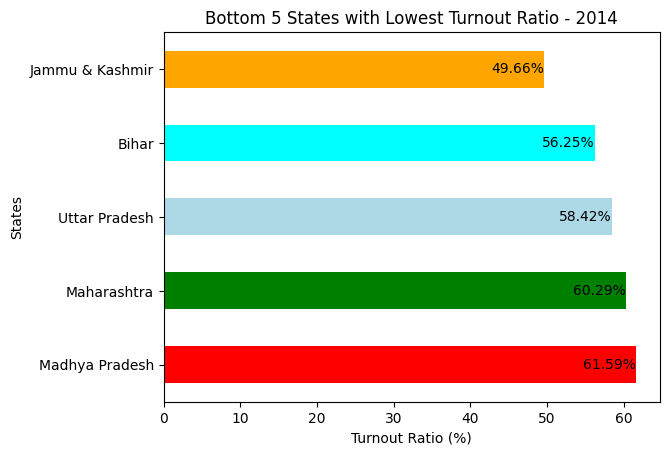 Bottom 5 States with Lowest Turnout Ratio - 2014
Jammu & Kashmir
49.66%
Bihar
56.25%
Uttar Pradesh
58.42%
Maharashtra
60.29%
Madhya Pradesh
61.59%
States
0 10 20 30 40 50 60
Turnout Ratio (%)